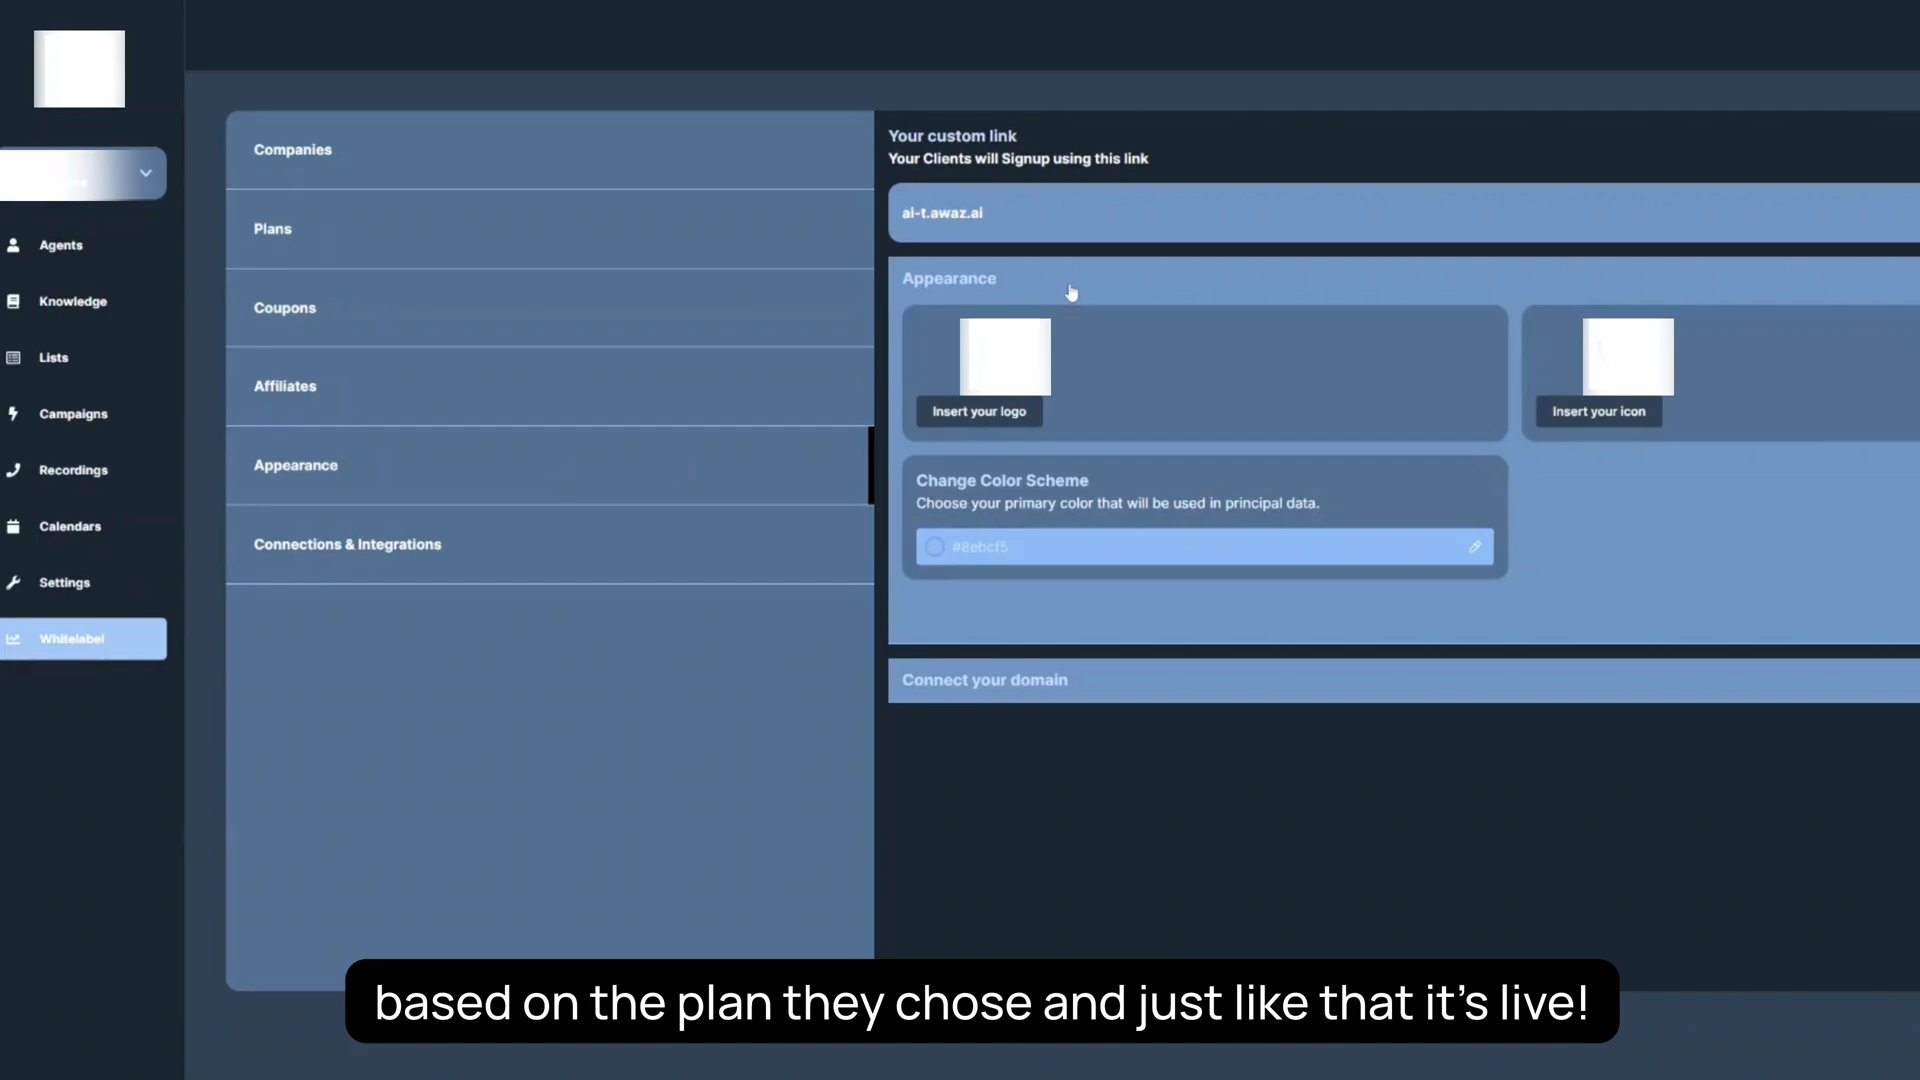 Agents
Knowledge
Lists
Campaigns
Recordings
Calendars
Settings
Whitelabel
Companies
Plans
Coupons
Affiliates
Appearance
Connections & Integrations
Your custom link
Your Clients will Signup using this link
ai-t.awaz.ai
Appearance
Insert your logo
Insert your icon
Change Color Scheme
Choose your primary color that will be used in principal data.
#8ebcf5
Connect your domain
based on the plan they chose and just like that it's live!